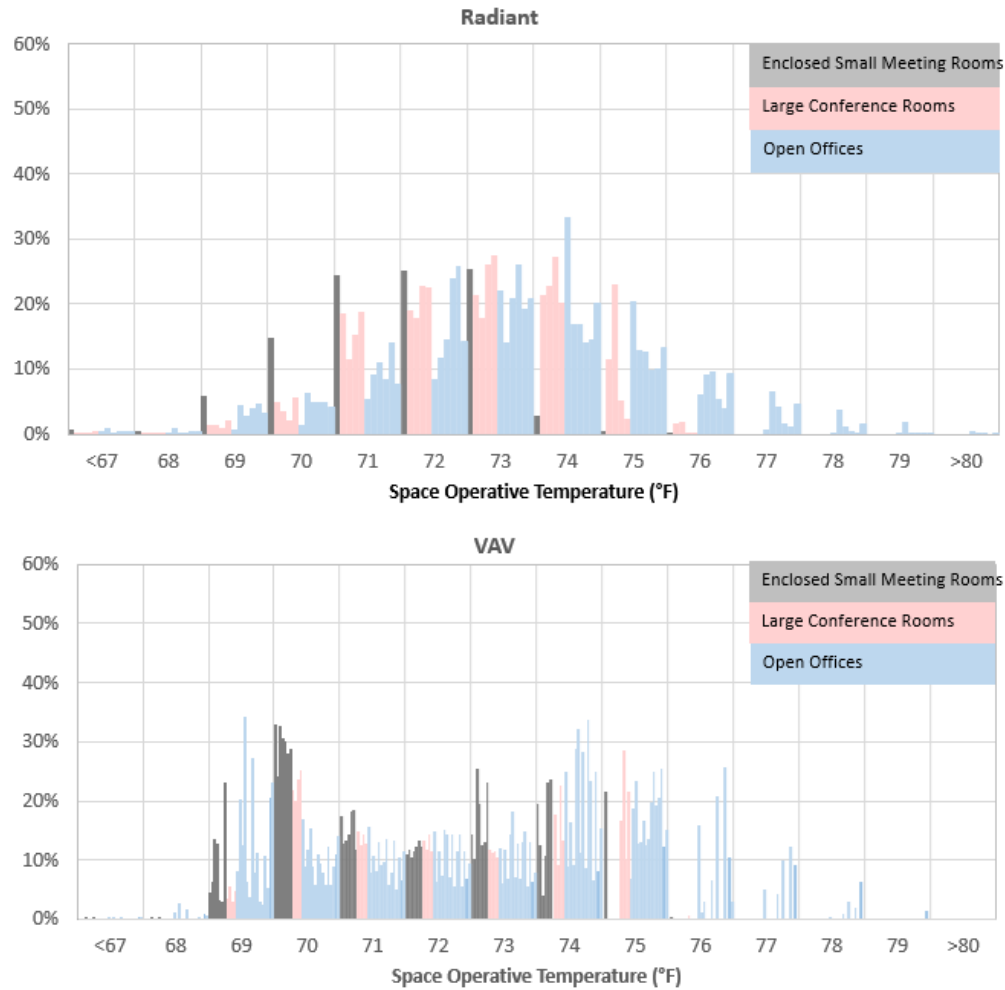 Radiant
60%
50%
40%
30%
20%
10%
0%
Enclosed Small Meeting Rooms
Large Conference Rooms
Open Offices
<67 68 69 70 71 72 73 74 75 76 77 78 79 >80
Space Operative Temperature (°F)
VAV
60%
50%
40%
30%
20%
10%
0%
Enclosed Small Meeting Rooms
Large Conference Rooms
Open Offices
<67 68 69 70 71 72 73 74 75 76 77 78 79 >80
Space Operative Temperature (°F)